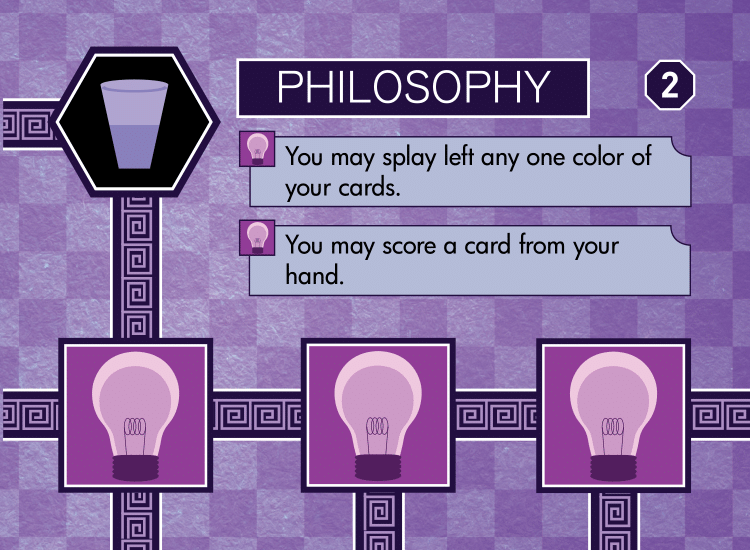 PHILOSOPHY
2
You may splay left any one color of
your cards.
You may score a card from your
hand.